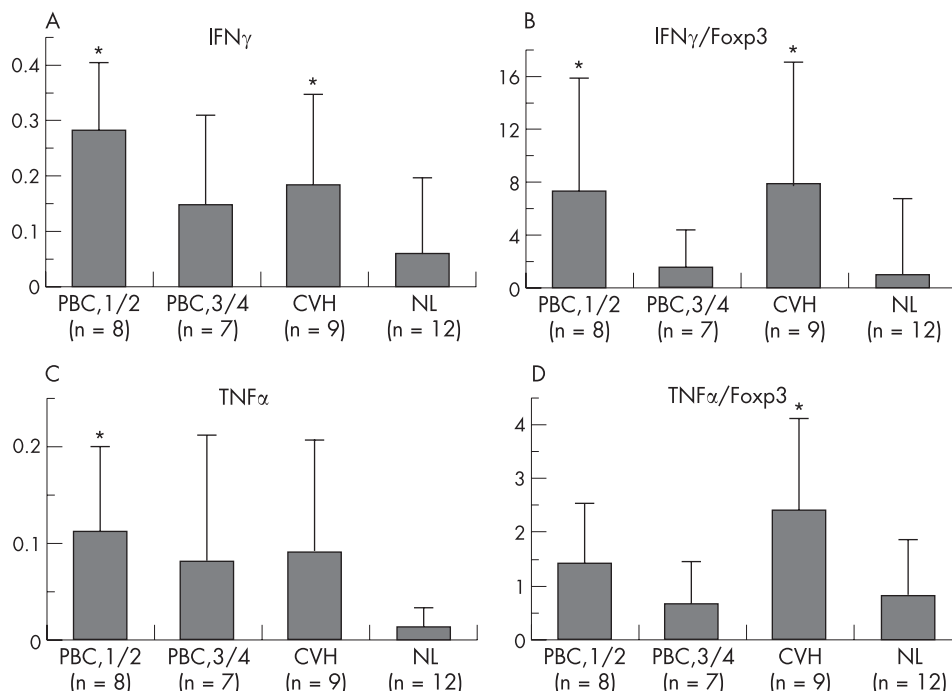 A
IFNγ
*
*
0.4
0.3
0.2
0.1
0
PBC,1/2 PBC,3/4 CVH NL
(n = 8) (n = 7) (n = 9) (n = 12)
B
IFNγ/Foxp3
*
*
16
12
8
4
0
PBC,1/2 PBC,3/4 CVH NL
(n = 8) (n = 7) (n = 9) (n = 12)
C
TNFα
*
0.2
0.1
0
PBC,1/2 PBC,3/4 CVH NL
(n = 8) (n = 7) (n = 9) (n = 12)
D
TNFα/Foxp3
*
4
3
2
1
0
PBC,1/2 PBC,3/4 CVH NL
(n = 8) (n = 7) (n = 9) (n = 12)